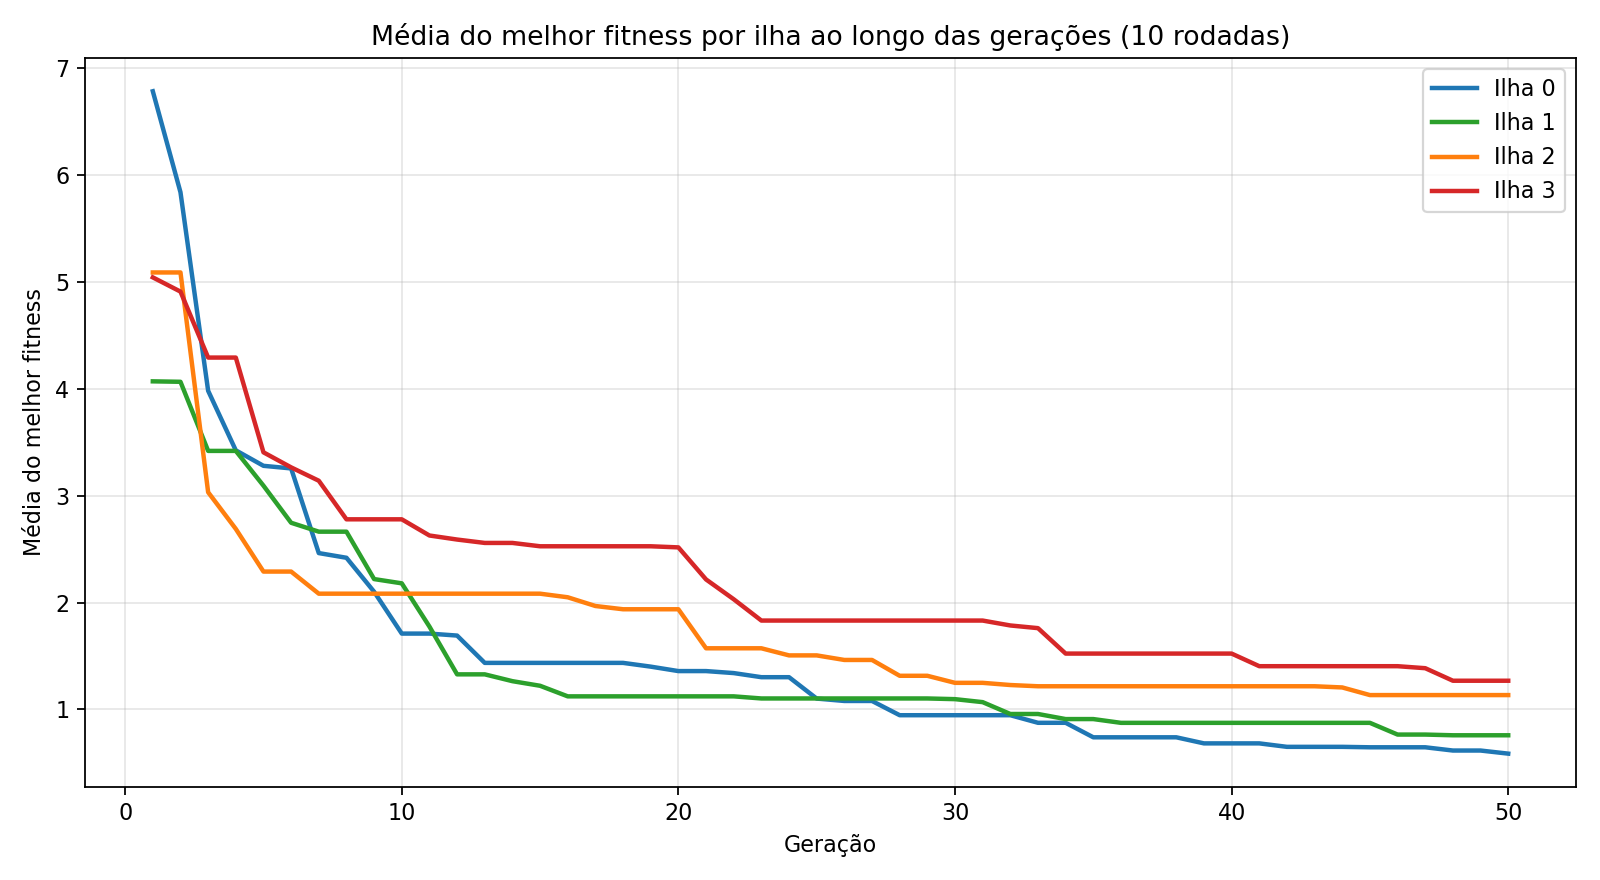 Média do melhor fitness por ilha ao longo das gerações (10 rodadas)
7
6
5
4
3
2
1
Média do melhor fitness
Ilha 0
Ilha 1
Ilha 2
Ilha 3
0 10 20 30 40 50
Geração